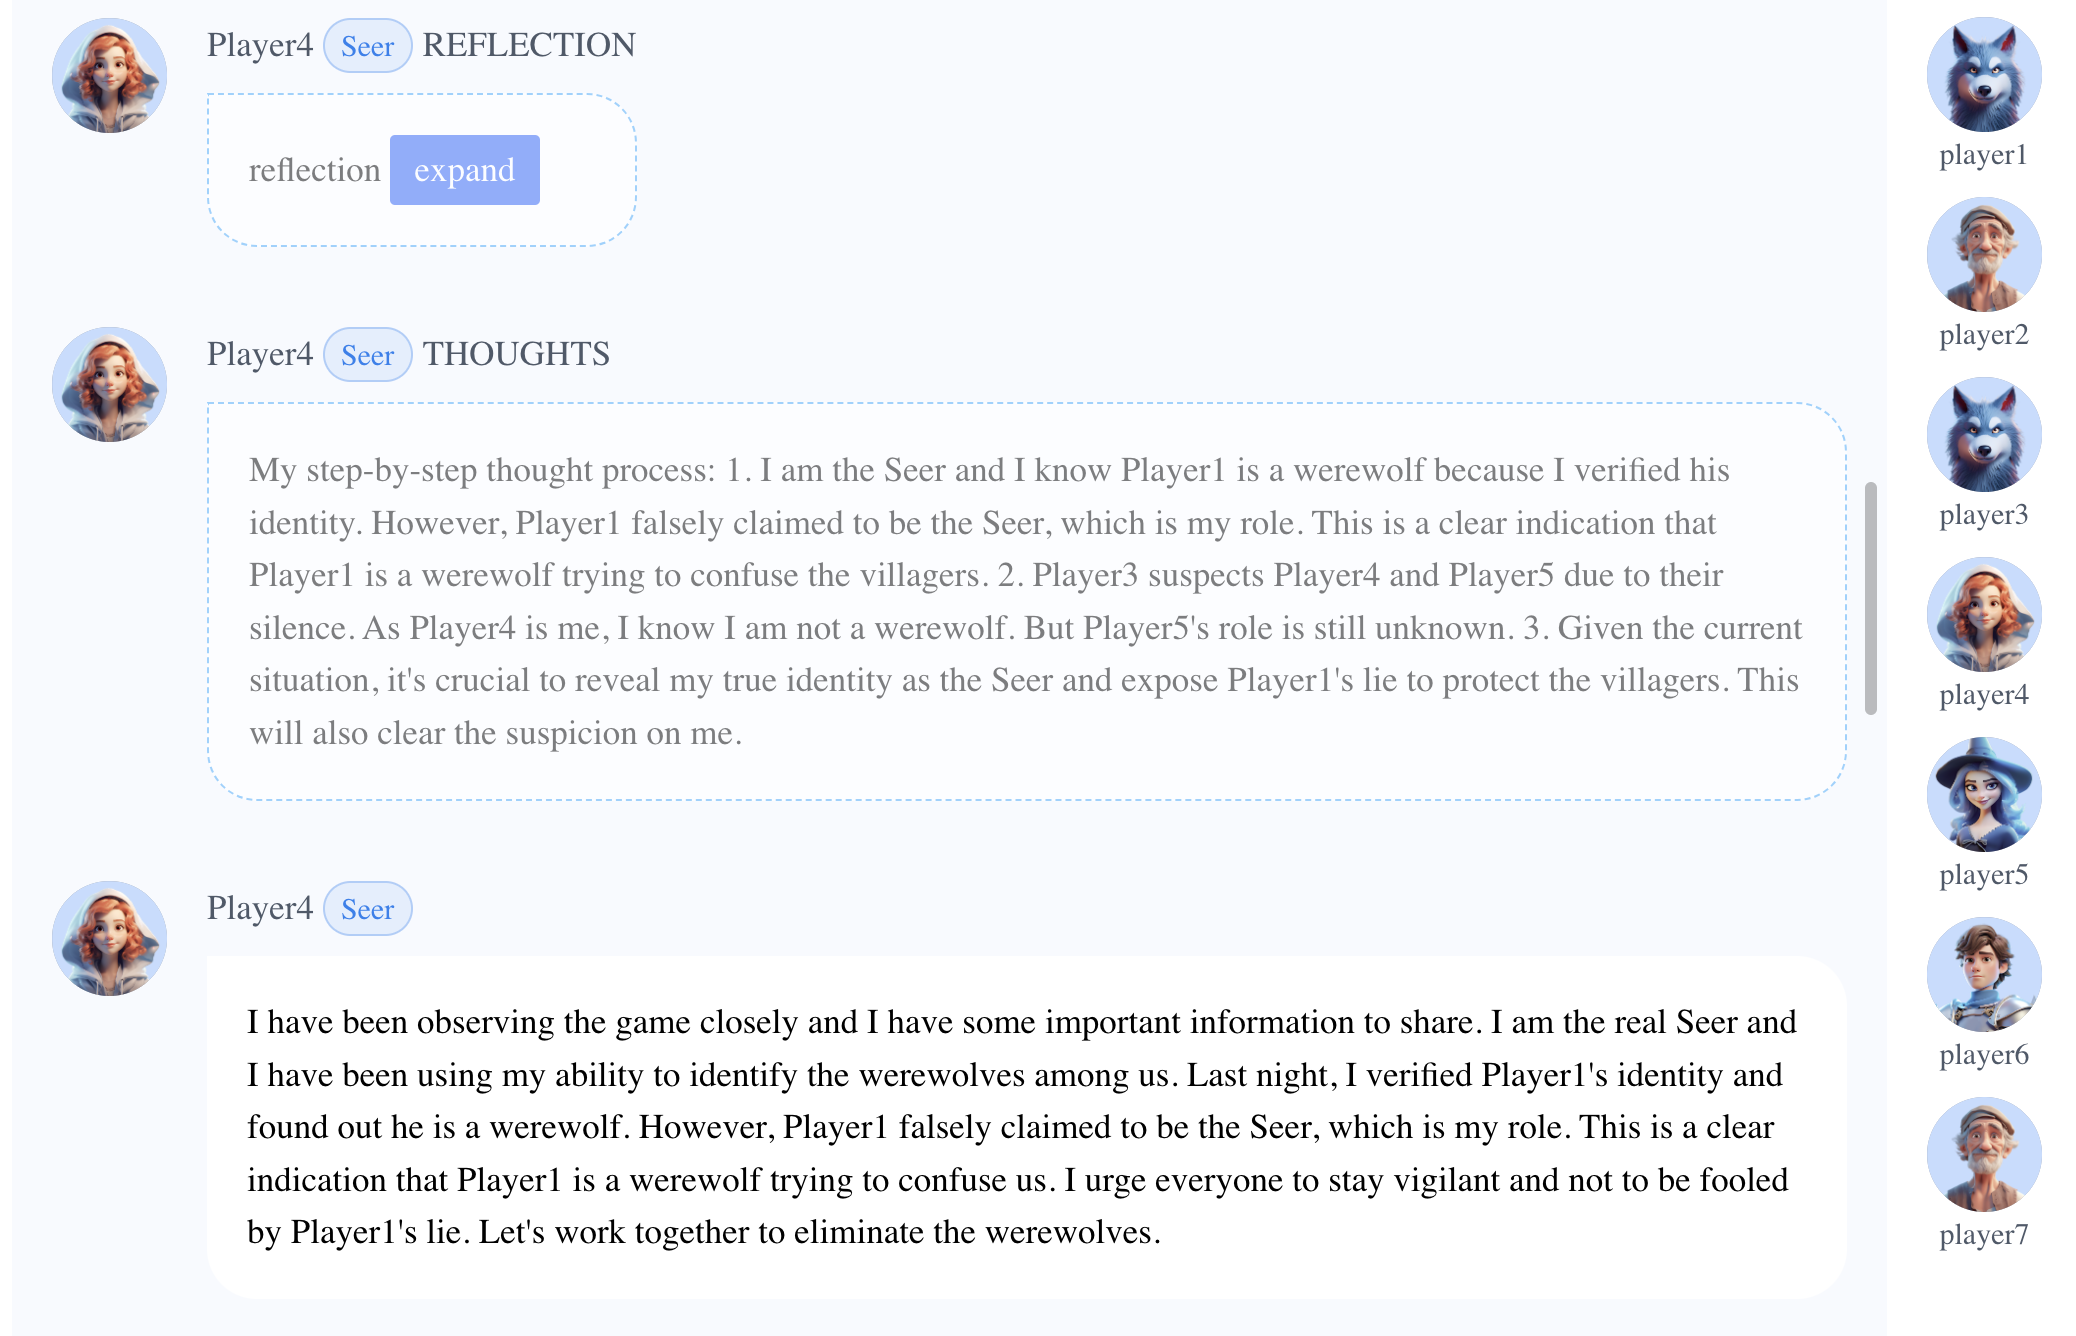 Player4 Seer REFLECTION
reflection expand
Player4 Seer THOUGHTS
My step-by-step thought process: 1. I am the Seer and I know Player1 is a werewolf because I verified his
identity. However, Player1 falsely claimed to be the Seer, which is my role. This is a clear indication that
Player1 is a werewolf trying to confuse the villagers. 2. Player3 suspects Player4 and Player5 due to their
silence. As Player4 is me, I know I am not a werewolf. But Player5's role is still unknown. 3. Given the current
situation, it's crucial to reveal my true identity as the Seer and expose Player1's lie to protect the villagers. This
will also clear the suspicion on me.
Player4 Seer
I have been observing the game closely and I have some important information to share. I am the real Seer and
I have been using my ability to identify the werewolves among us. Last night, I verified Player1's identity and
found out he is a werewolf. However, Player1 falsely claimed to be the Seer, which is my role. This is a clear
indication that Player1 is a werewolf trying to confuse us. I urge everyone to stay vigilant and not to be fooled
by Player1's lie. Let's work together to eliminate the werewolves.
player1
player2
player3
player4
player5
player6
player7